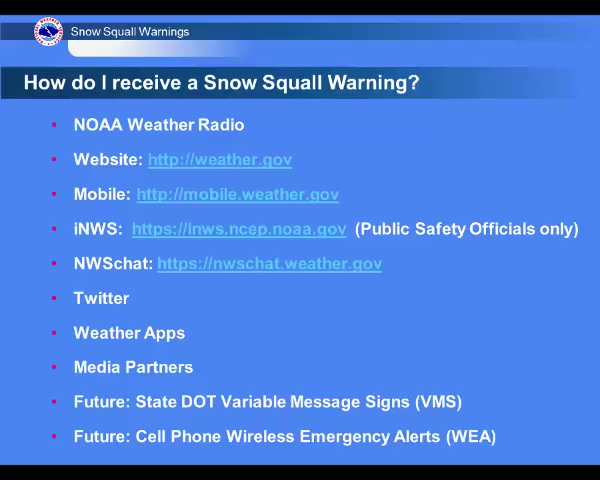 Snow Squall Warnings
How do I receive a Snow Squall Warning?
• NOAA Weather Radio
• Website: http://weather.gov
• Mobile: http://mobile.weather.gov
• iNWS: https://inws.ncep.noaa.gov (Public Safety Officials only)
• NWSchat: https://nwschat.weather.gov
• Twitter
• Weather Apps
• Media Partners
• Future: State DOT Variable Message Signs (VMS)
• Future: Cell Phone Wireless Emergency Alerts (WEA)